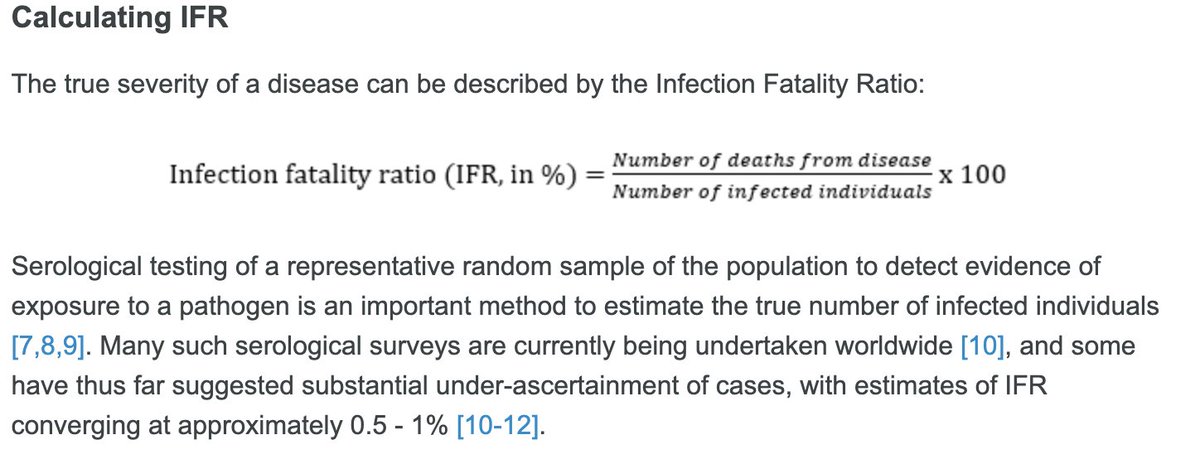 Calculating IFR
The true severity of a disease can be described by the Infection Fatality Ratio:
Infection fatality ratio (IFR, in %) = Number of deaths from disease / Number of infected individuals x 100
Serological testing of a representative random sample of the population to detect evidence of
exposure to a pathogen is an important method to estimate the true number of infected individuals
[7,8,9]. Many such serological surveys are currently being undertaken worldwide [10], and some
have thus far suggested substantial under-ascertainment of cases, with estimates of IFR
converging at approximately 0.5 - 1% [10-12].